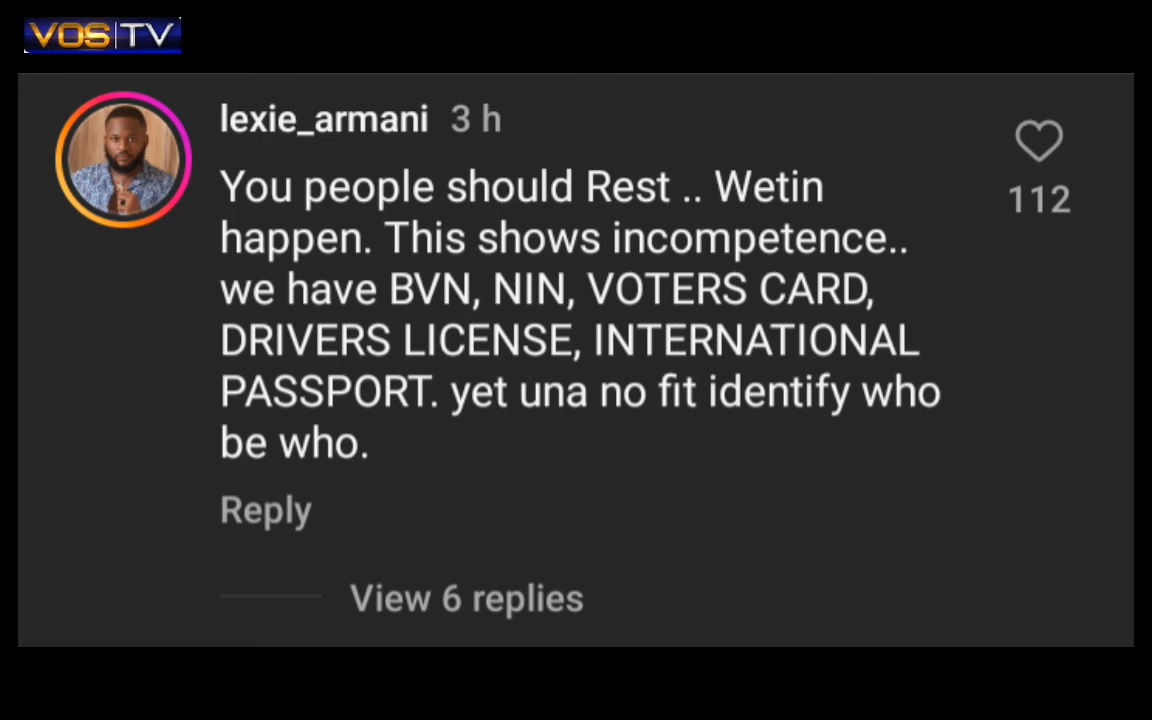 VOS TV
lexie_armani 3 h
You people should Rest .. Wetin
happen. This shows incompetence..
we have BVN, NIN, VOTERS CARD,
DRIVERS LICENSE, INTERNATIONAL
PASSPORT. yet una no fit identify who
be who.
112
Reply
View 6 replies